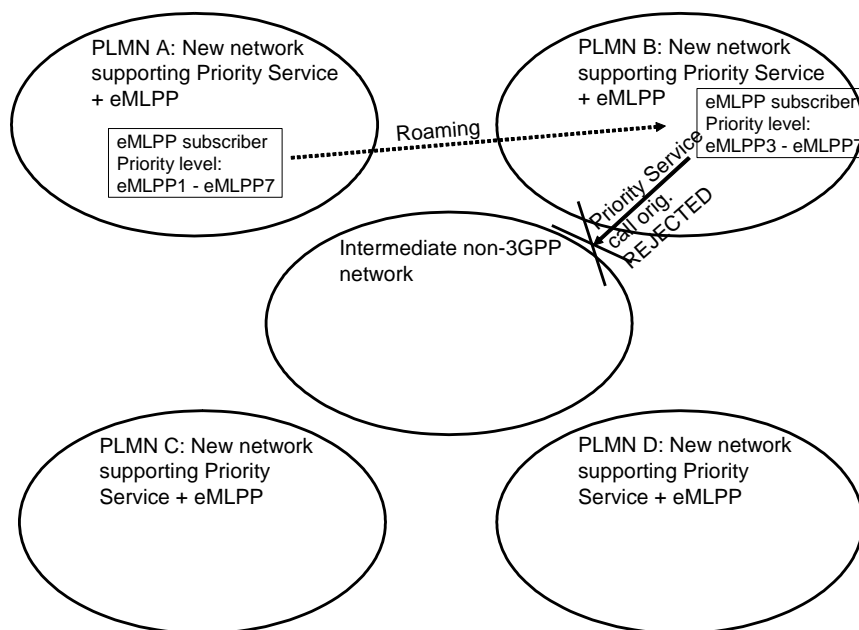 PLMN A: New network
supporting Priority Service
+ eMLPP
eMLPP subscriber
Priority level:
eMLPP1 - eMLPP7
Roaming
PLMN B: New network
supporting Priority Service
+ eMLPP
eMLPP subscriber
Priority level:
eMLPP3 - eMLPP7
Priority Service
call orig.
REJECTED
Intermediate non-3GPP
network
PLMN C: New network
supporting Priority
Service + eMLPP
PLMN D: New network
supporting Priority
Service + eMLPP